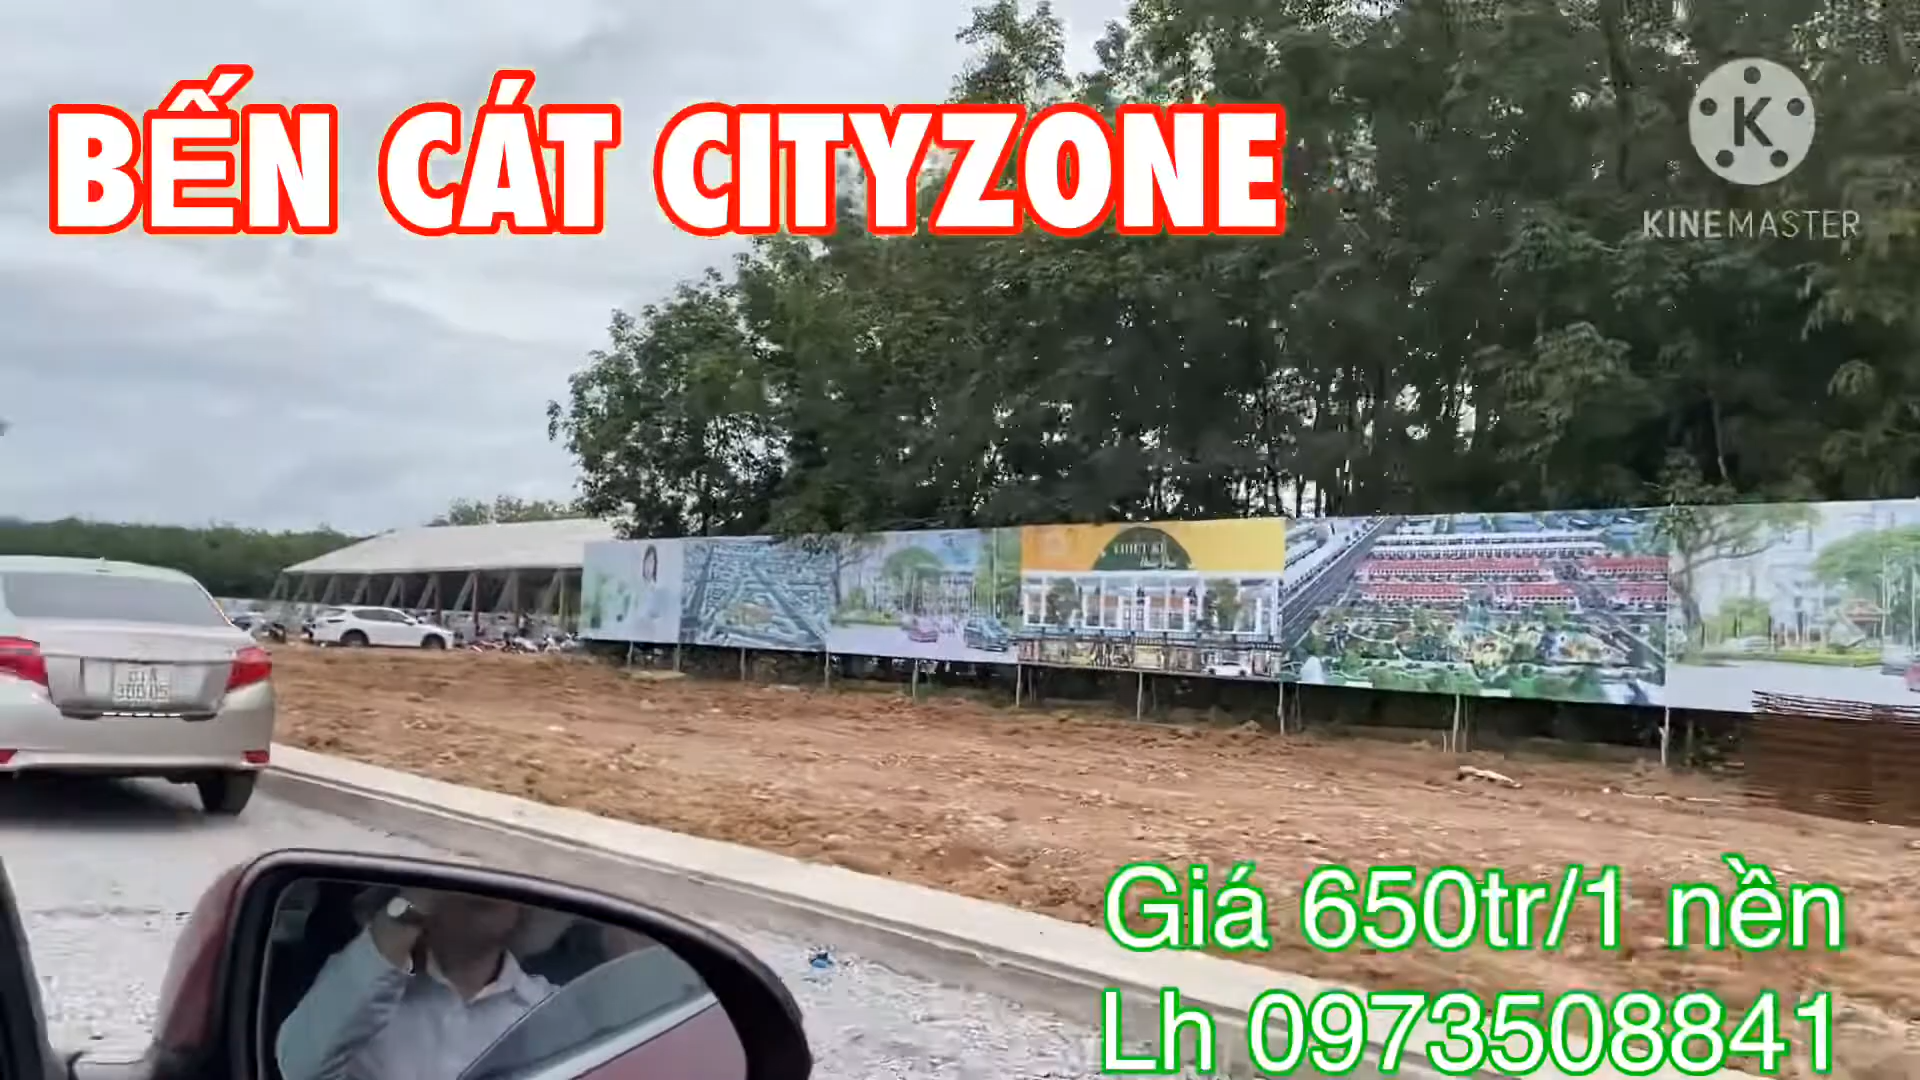 BẾN CÁT CITYZONE
K
KINEMASTER
Giá 650tr/1 nền
Lh 0973508841